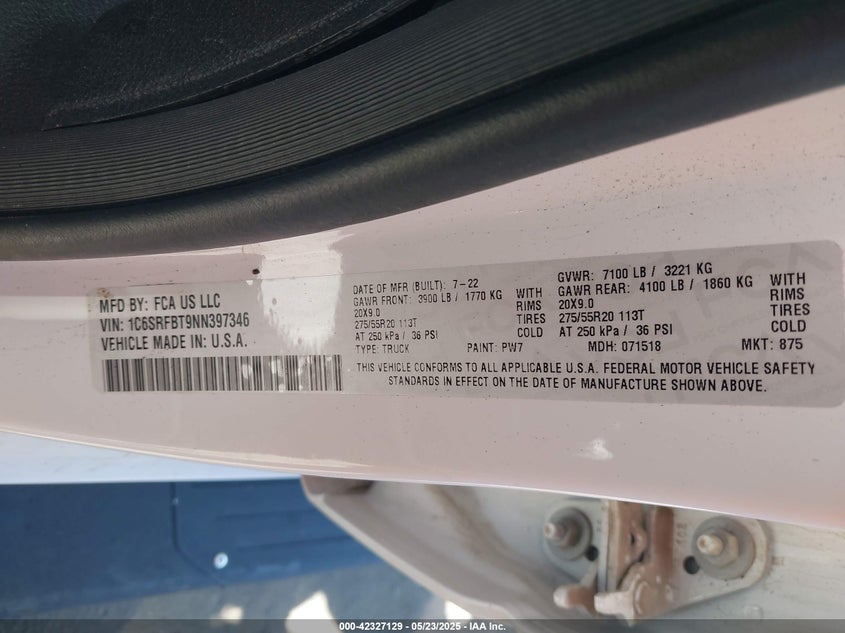 MFD BY: FCA US LLC
VIN: 1C6SRFBT9NN397346
VEHICLE MADE IN: U.S.A.
DATE OF MFR (BUILT): 7-22
GAWR FRONT: 3900 LB / 1770 KG WITH
20X9.0 RIMS
275/55R20 113T TIRES
AT 250 kPa / 36 PSI COLD
TYPE: TRUCK PAINT: PW7
GVWR: 7100 LB / 3221 KG
GAWR REAR: 4100 LB / 1860 KG WITH
20X9.0 RIMS
275/55R20 113T TIRES
AT 250 kPa / 36 PSI COLD
MDH: 071518 MKT: 875
THIS VEHICLE CONFORMS TO ALL APPLICABLE U.S.A. FEDERAL MOTOR VEHICLE SAFETY
STANDARDS IN EFFECT ON THE DATE OF MANUFACTURE SHOWN ABOVE.
000-42327129 - 05/23/2025 - IAA Inc.